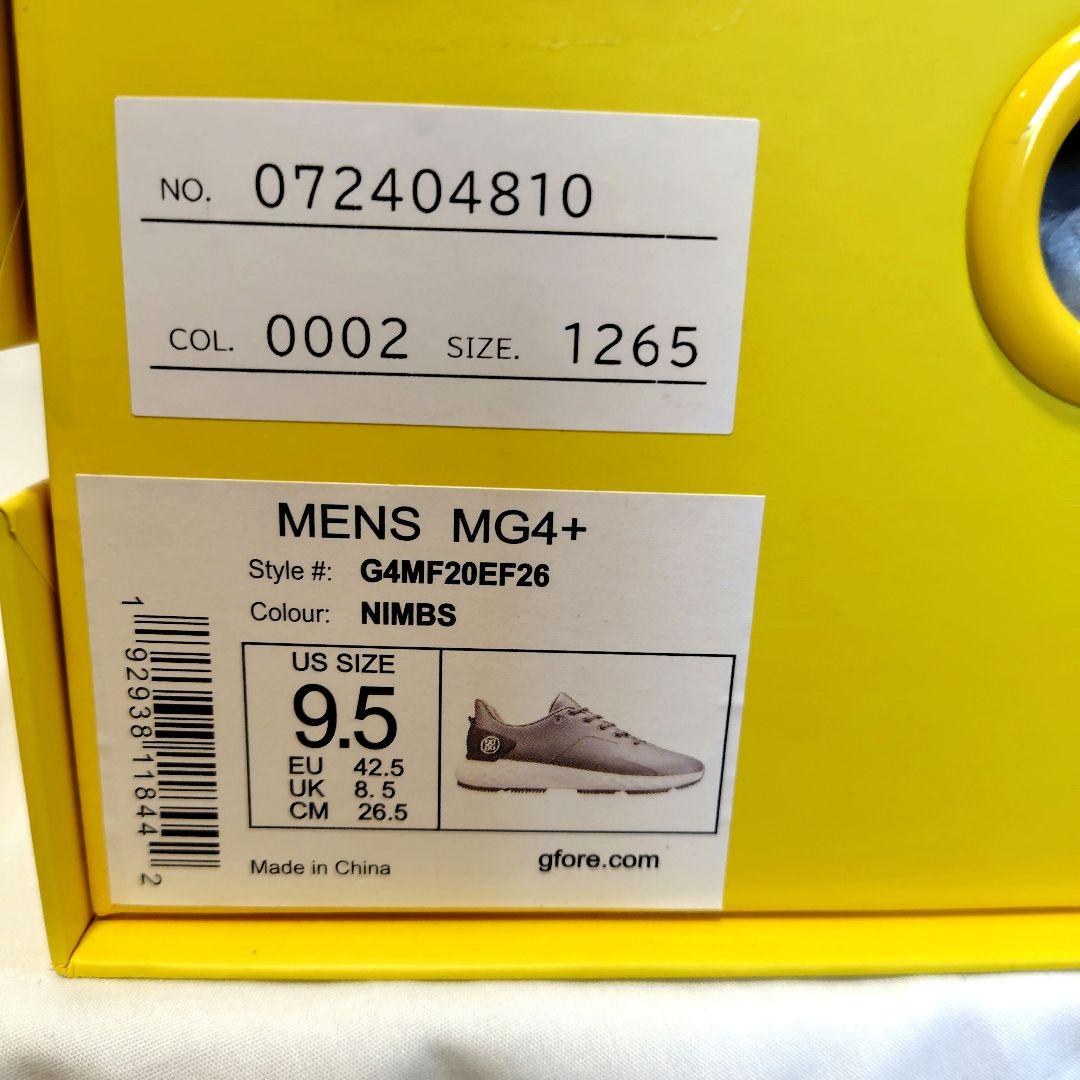 NO. 072404810
COL. 0002 SIZE. 1265
MENS MG4+
Style #: G4MF20EF26
Colour: NIMBS
US SIZE
9.5
EU 42.5
UK 8.5
CM 26.5
Made in China
gfore.com
1 92938 11844 2